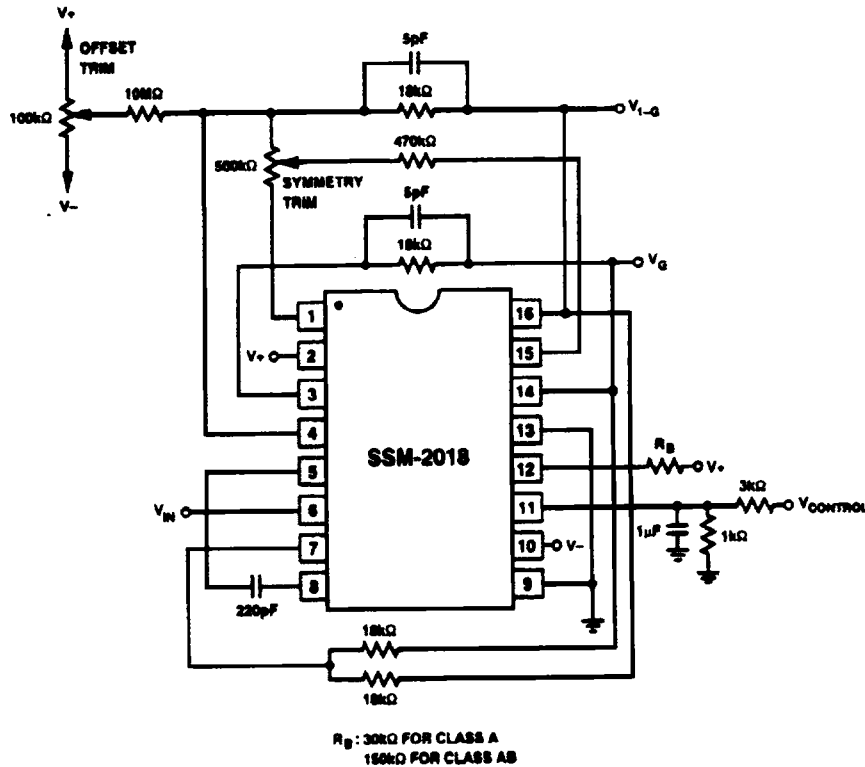 V+
OFFSET
TRIM
5pF
10MΩ
18kΩ
V1-G
100kΩ
470kΩ
500kΩ
SYMMETRY
TRIM
V-
5pF
18kΩ
VG
1
16
V+
2
15
3
14
4
13
SSM-2018
RB
5
12
V+
3kΩ
VIN
6
11
VCONTROL
1µF
1kΩ
7
10
V-
8
9
220pF
18kΩ
18kΩ
RB: 30kΩ FOR CLASS A
150kΩ FOR CLASS AB